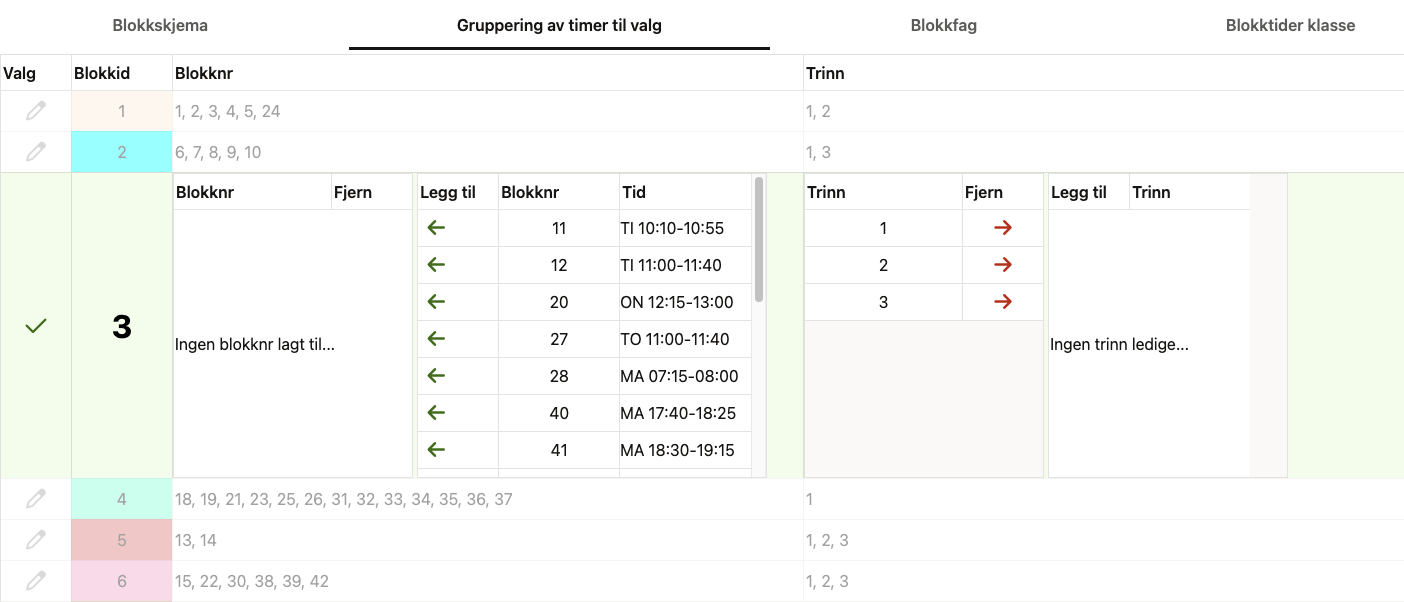 Blokkskjema Gruppering av timer til valg Blokkfag Blokktider klasse
Valg Blokkid Blokknr Trinn
1 1, 2, 3, 4, 5, 24 1, 2
2 6, 7, 8, 9, 10 1, 3
3
Blokknr Fjern
Ingen blokknr lagt til...
Legg til Blokknr Tid
11 TI 10:10-10:55
12 TI 11:00-11:40
20 ON 12:15-13:00
27 TO 11:00-11:40
28 MA 07:15-08:00
40 MA 17:40-18:25
41 MA 18:30-19:15
Trinn Fjern
1
2
3
Legg til Trinn
Ingen trinn ledige...
4 18, 19, 21, 23, 25, 26, 31, 32, 33, 34, 35, 36, 37 1
5 13, 14 1, 2, 3
6 15, 22, 30, 38, 39, 42 1, 2, 3